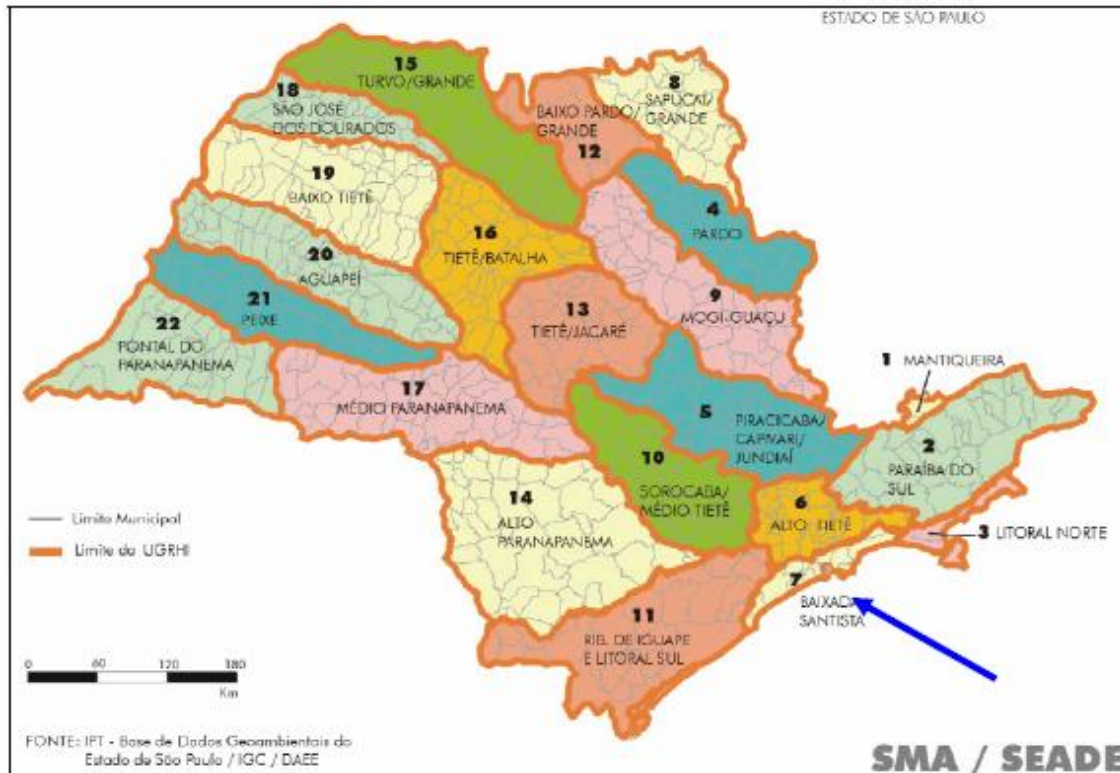 ESTADO DE SÃO PAULO
15
TURVO/GRANDE
8
SAPUCAÍ/
GRANDE
18
SÃO JOSÉ
DOS DOURADOS
BAIXO PARDO/
GRANDE
12
19
BAIXO TIETÊ
4
PARDO
16
TIETÊ/BATALHA
20
AGUAPEÍ
21
PEIXE
13
TIETÊ/JACARÉ
9
MOGI-GUAÇU
22
PONTAL DO
PARANAPANEMA
1 MANTIQUEIRA
17
MÉDIO PARANAPANEMA
5
PIRACICABA/
CAPIVARI/
JUNDIAÍ
2
PARAÍBA DO
SUL
10
SOROCABA/
MÉDIO TIETÊ
14
ALTO
PARANAPANEMA
6
ALTO TIETÊ
3 LITORAL NORTE
7
BAIXADA
SANTISTA
11
RIB. DE IGUAPE
E LITORAL SUL
Limite Municipal
Limite da UGRHI
0 60 120 180
Km
FONTE: IPT - Base de Dados Geoambientais do
Estado de São Paulo / IGC / DAEE
SMA / SEADE